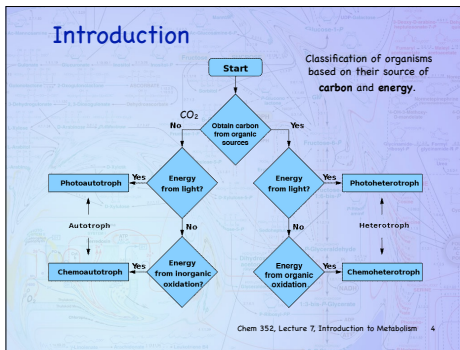 Introduction
Classification of organisms
based on their source of
carbon and energy.
Start
CO₂
No
Yes
Obtain carbon
from organic
sources
Photoautotroph
Yes
Energy
from light?
Energy
from light?
Yes
Photoheterotroph
Autotroph
No
No
Heterotroph
Chemoautotroph
Yes
Energy
from inorganic
oxidation?
Energy
from organic
oxidation
Yes
Chemoheterotroph
Chem 352, Lecture 7, Introduction to Metabolism 4